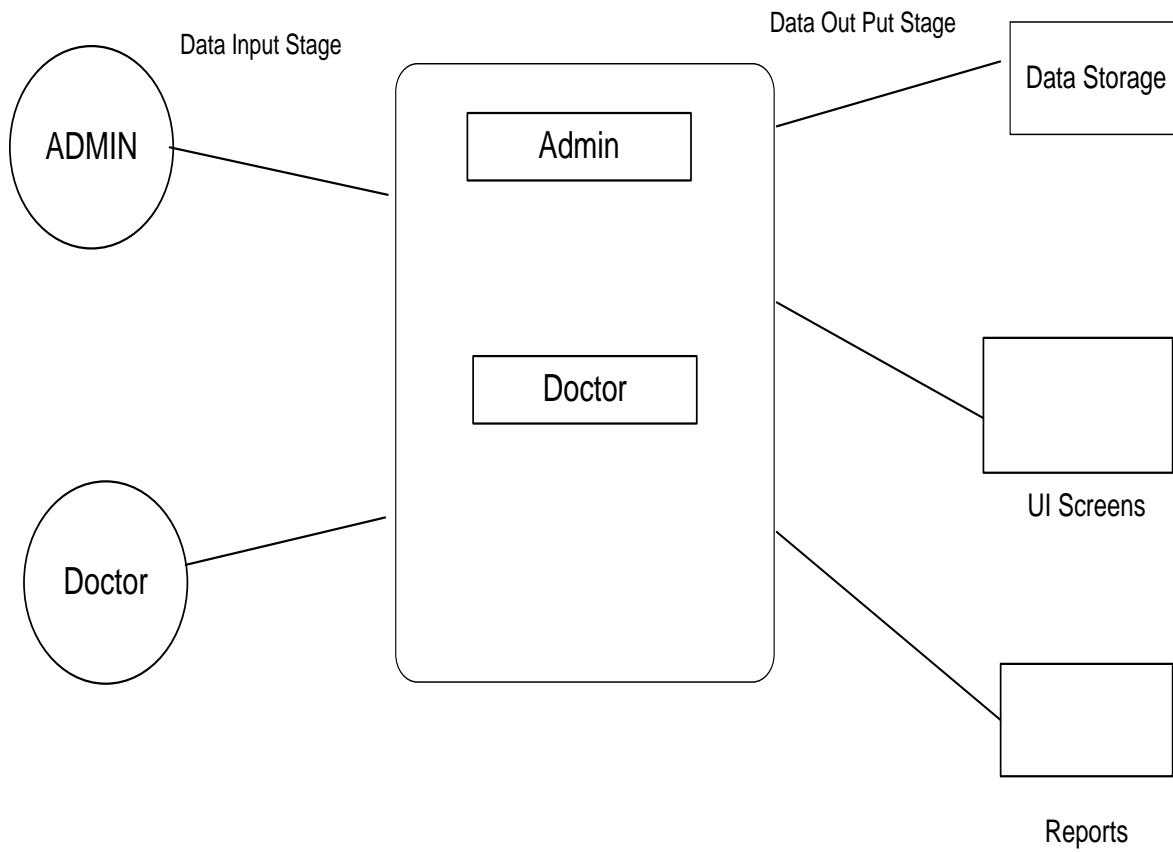 Data Input Stage
Data Out Put Stage
ADMIN
Admin
Data Storage
Doctor
UI Screens
Doctor
Reports